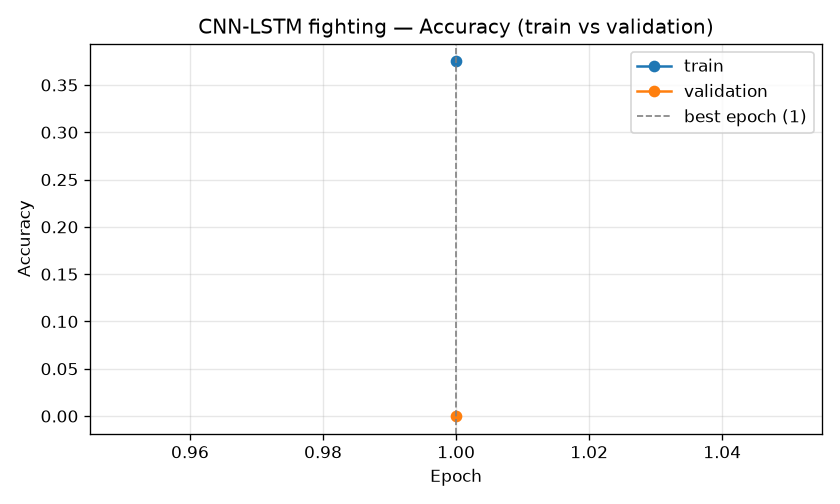 CNN-LSTM fighting — Accuracy (train vs validation)
train
validation
best epoch (1)
Accuracy
0.35
0.30
0.25
0.20
0.15
0.10
0.05
0.00
0.96 0.98 1.00 1.02 1.04
Epoch